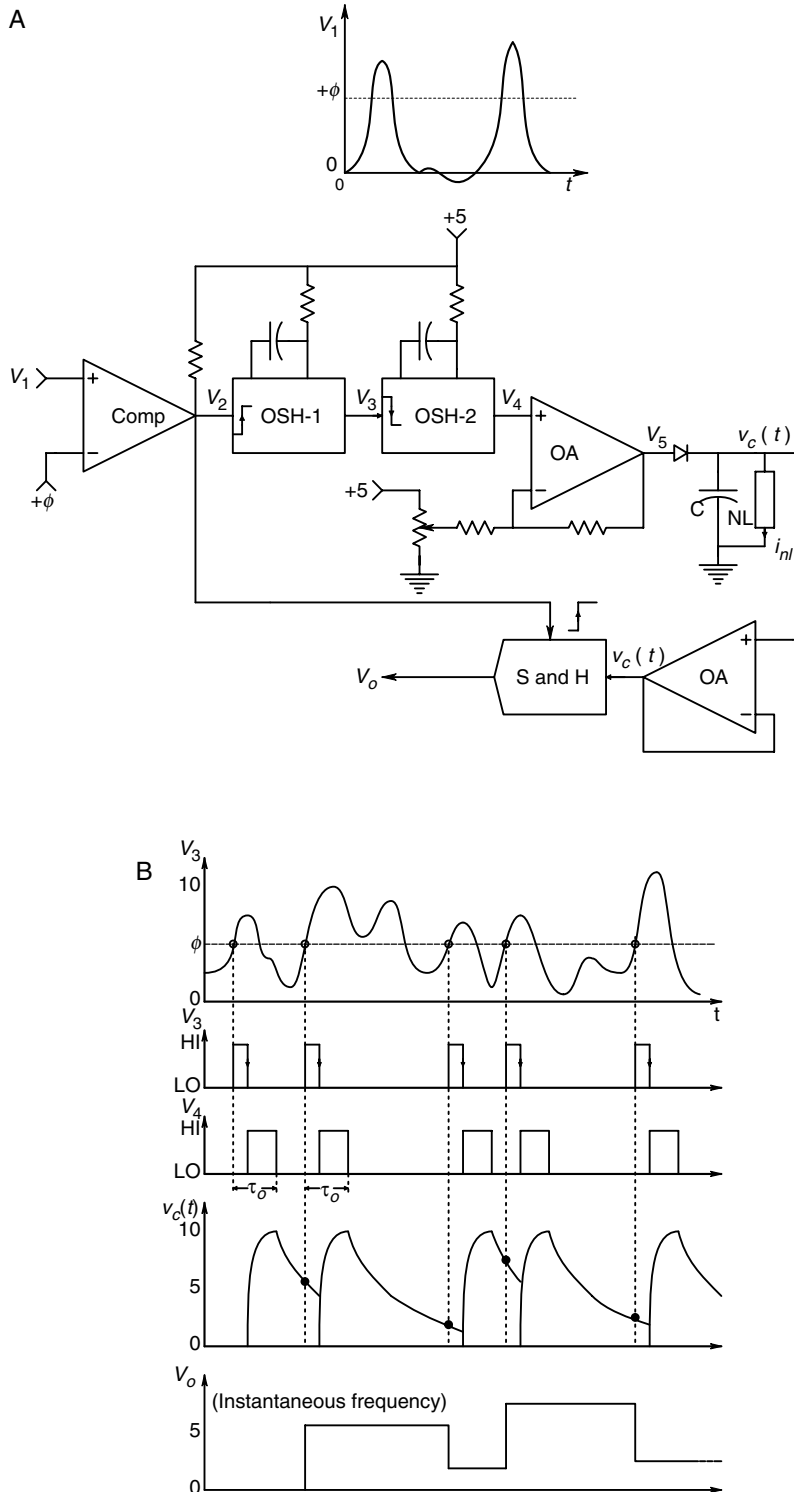 A
V1
+ϕ
0
0
t
+5
V1
+
Comp
−
+ϕ
V2
OSH-1
V3
OSH-2
V4
+
OA
−
V5
vc(t)
+5
C
NL
inl
Vo
S and H
vc(t)
+
OA
−
B
V3
10
ϕ
0
t
V3
HI
LO
V4
HI
LO
τo
τo
vc(t)
10
5
0
Vo
(Instantaneous frequency)
5
0